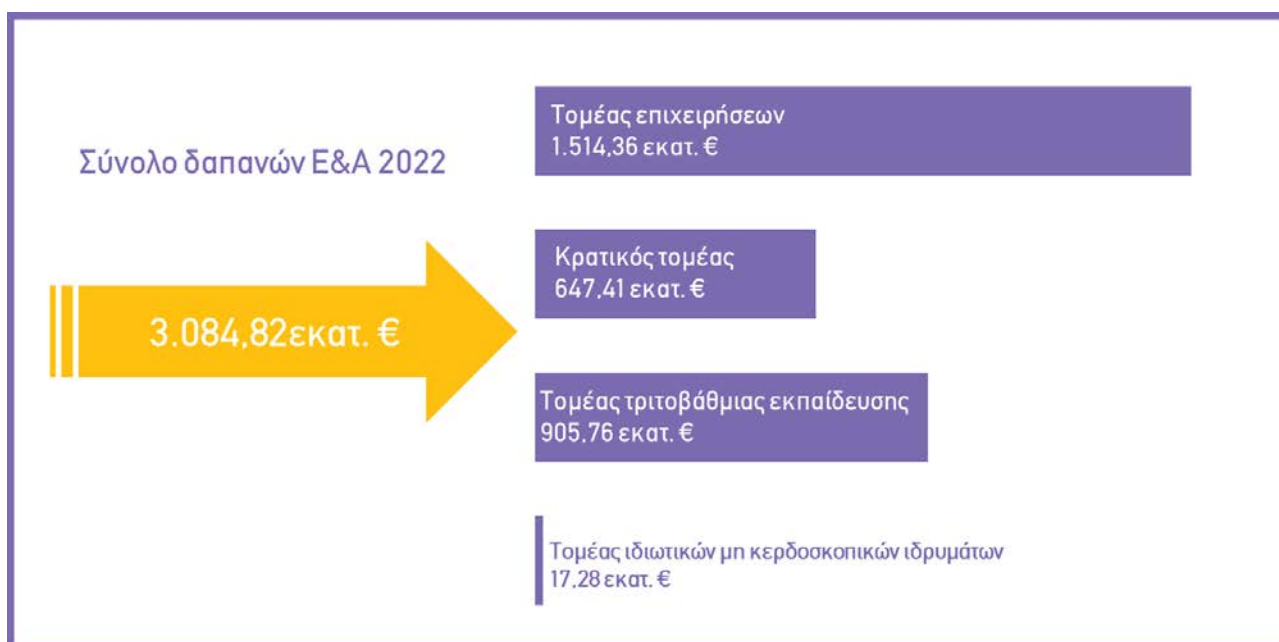 Σύνολο δαπανών Ε&Α 2022
3.084,82εκατ. €
Τομέας επιχειρήσεων
1.514,36 εκατ. €
Κρατικός τομέας
647,41 εκατ. €
Τομέας τριτοβάθμιας εκπαίδευσης
905,76 εκατ. €
Τομέας ιδιωτικών μη κερδοσκοπικών ιδρυμάτων
17,28 εκατ. €